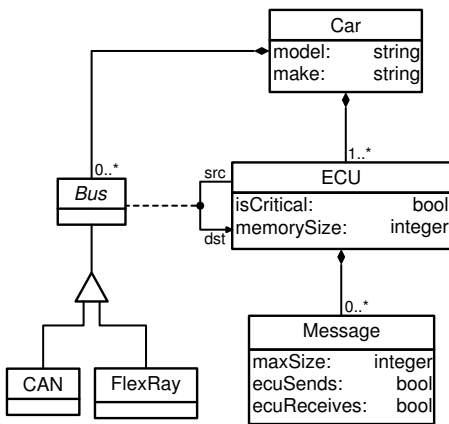 Car
model: string
make: string
0..*
1..*
Bus
src
dst
ECU
isCritical: bool
memorySize: integer
0..*
CAN
FlexRay
Message
maxSize: integer
ecuSends: bool
ecuReceives: bool